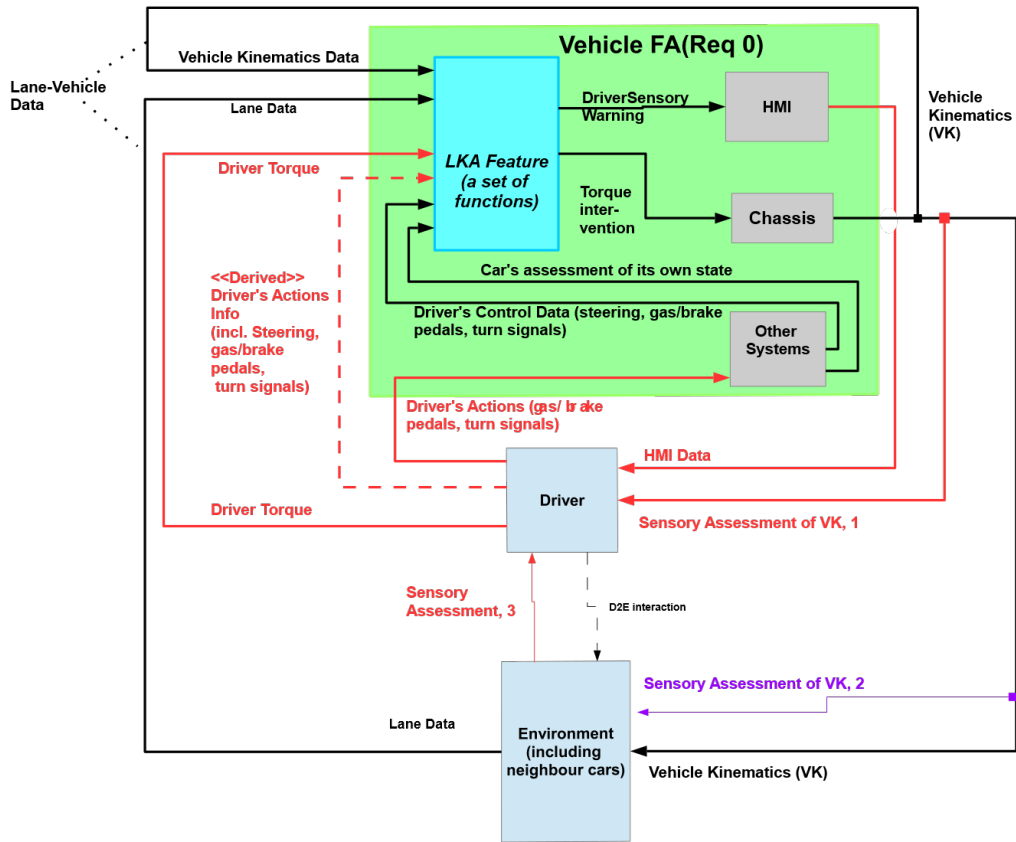 Vehicle FA(Req 0)
Vehicle Kinematics Data
Lane-Vehicle
Data
Lane Data
DriverSensory
Warning
HMI
Vehicle
Kinematics
(VK)
LKA Feature
(a set of
functions)
Driver Torque
Torque
inter-
vention
Chassis
Car's assessment of its own state
<<Derived>>
Driver's Actions
Info
(incl. Steering,
gas/brake
pedals,
turn signals)
Driver's Control Data (steering, gas/brake
pedals, turn signals)
Other
Systems
Driver's Actions (gas/ brake
pedals, turn signals)
HMI Data
Driver
Driver Torque
Sensory Assessment of VK, 1
Sensory
Assessment, 3
D2E interaction
Sensory Assessment of VK, 2
Lane Data
Environment
(including
neighbour cars)
Vehicle Kinematics (VK)